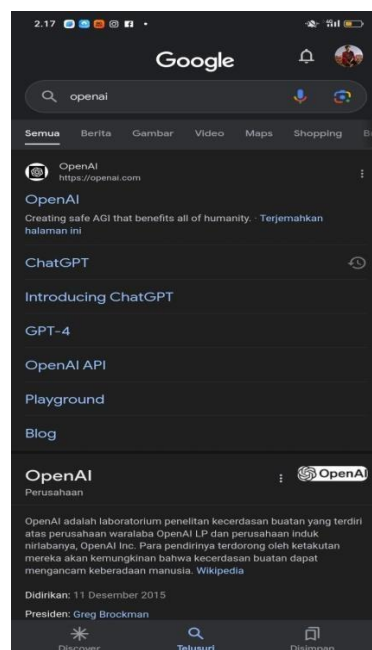 2.17
Google
openai
Semua Berita Gambar Video Maps Shopping
OpenAI
https://openai.com
OpenAI
Creating safe AGI that benefits all of humanity. · Terjemahkan
halaman ini
ChatGPT
Introducing ChatGPT
GPT-4
OpenAI API
Playground
Blog
OpenAI
OpenAI
Perusahaan
OpenAI adalah laboratorium penelitian kecerdasan buatan yang terdiri
atas perusahaan waralaba OpenAI LP dan perusahaan induk
nirlabanya, OpenAI Inc. Para pendirinya terdorong oleh ketakutan
mereka akan kemungkinan bahwa kecerdasan buatan dapat
mengancam keberadaan manusia. Wikipedia
Didirikan: 11 Desember 2015
Presiden: Greg Brockman
Discover Telusuri Disimpan